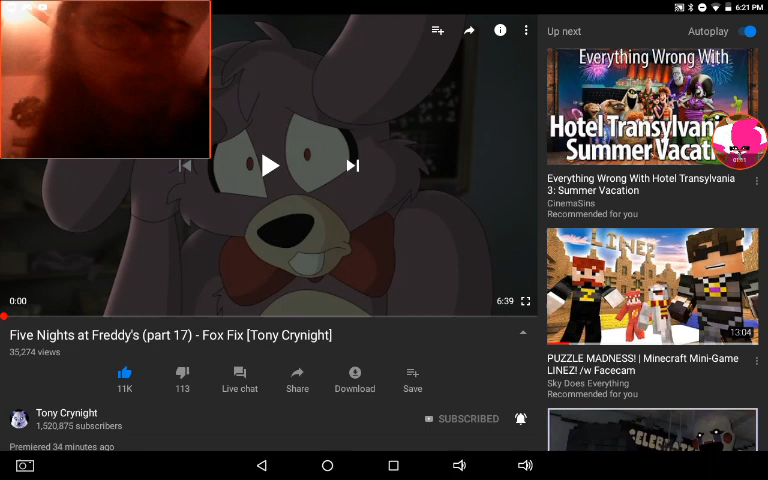 6:21 PM
Up next
Autoplay
Everything Wrong With
Hotel Transylvani
Summer Vacat
01:11
Everything Wrong With Hotel Transylvania
3: Summer Vacation
CinemaSins
Recommended for you
0:00
6:39
LINEZ
13:04
Five Nights at Freddy's (part 17) - Fox Fix [Tony Crynight]
35,274 views
11K
113
Live chat
Share
Download
Save
PUZZLE MADNESS! | Minecraft Mini-Game
LINEZ! /w Facecam
Sky Does Everything
Recommended for you
Tony Crynight
1,520,875 subscribers
SUBSCRIBED
Premiered 34 minutes ago
CELEBRATE